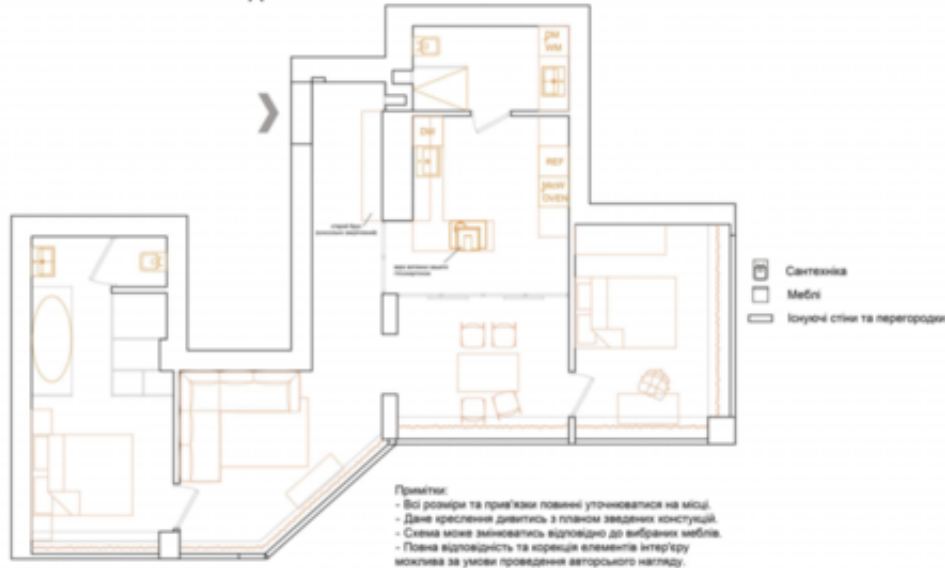 DW
WM
DW
REF
MWW
OVEN
Сантехніка
Меблі
Існуючі стіни та перегородки
Примітки:
- Всі розміри та прив'язки повинні уточнюватися на місці.
- Дане креслення дивитись з планом зведених констукцій.
- Схема може змінюватись відповідно до вибраних меблів.
- Повна відповідність та корекція елементів інтер'єру
можлива за умови проведення авторського нагляду.